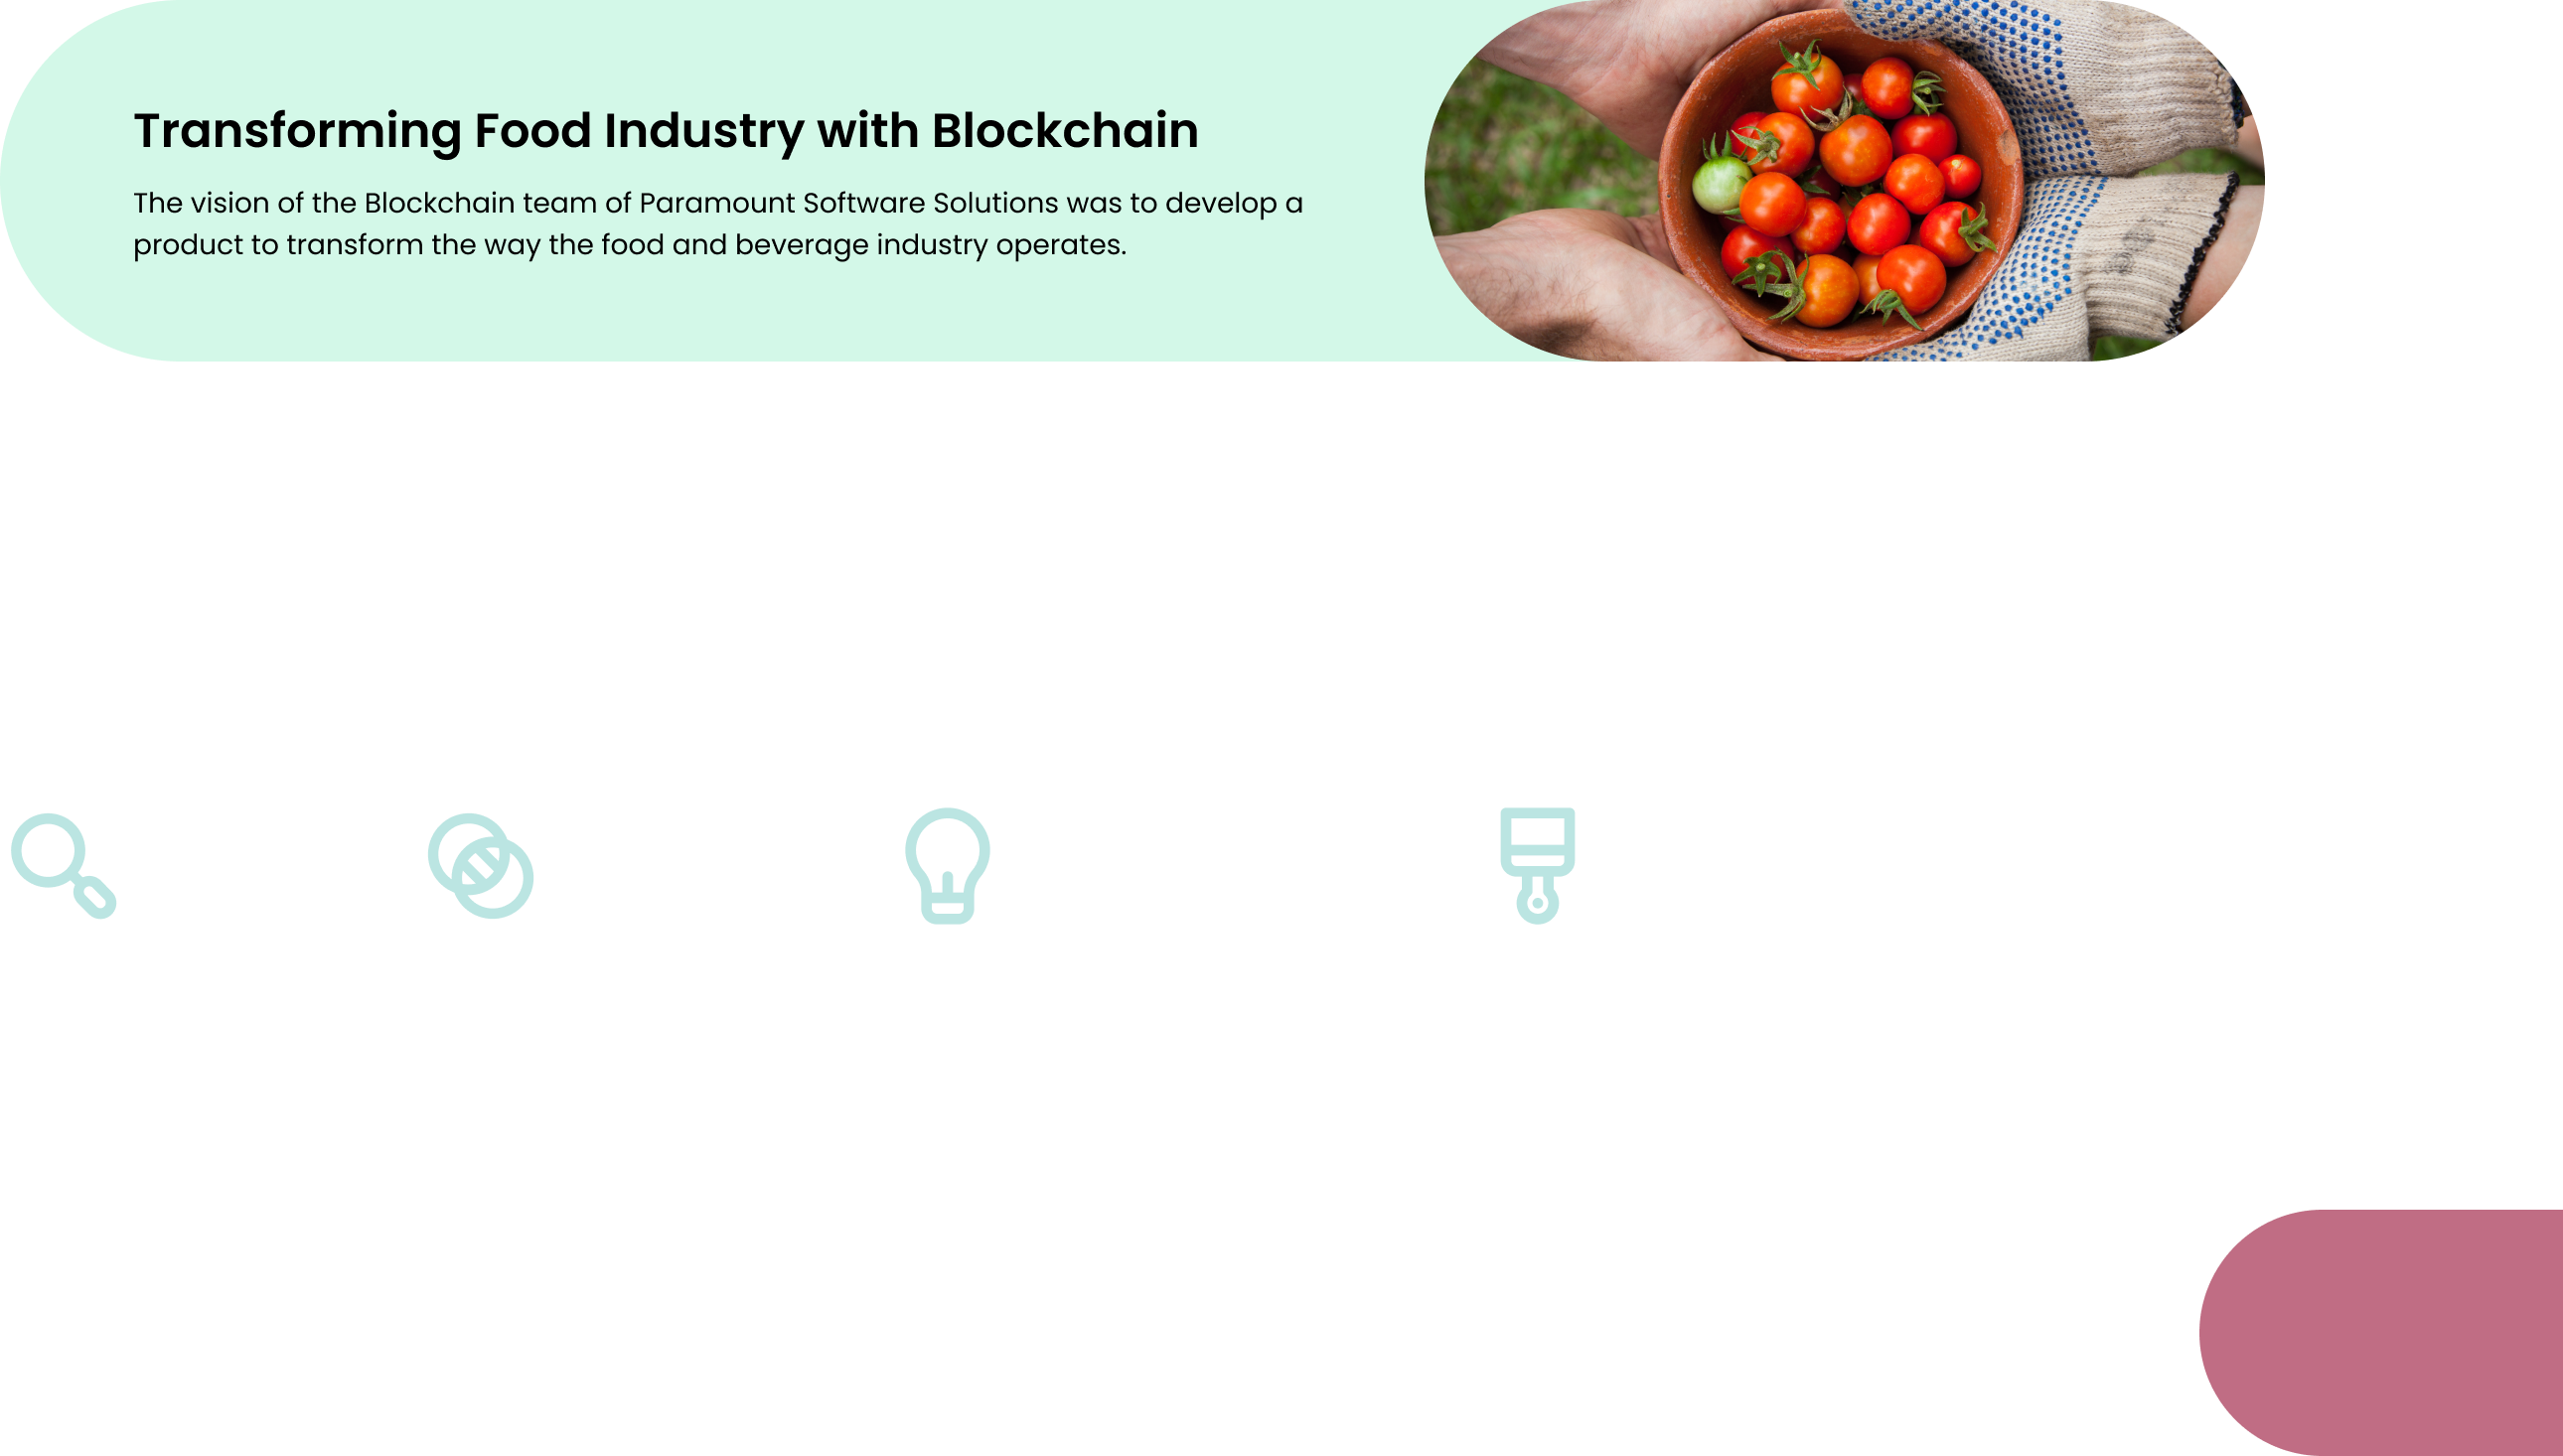 Transforming Food Industry with Blockchain
The vision of the Blockchain team of Paramount Software Solutions was to develop a
product to transform the way the food and beverage industry operates.